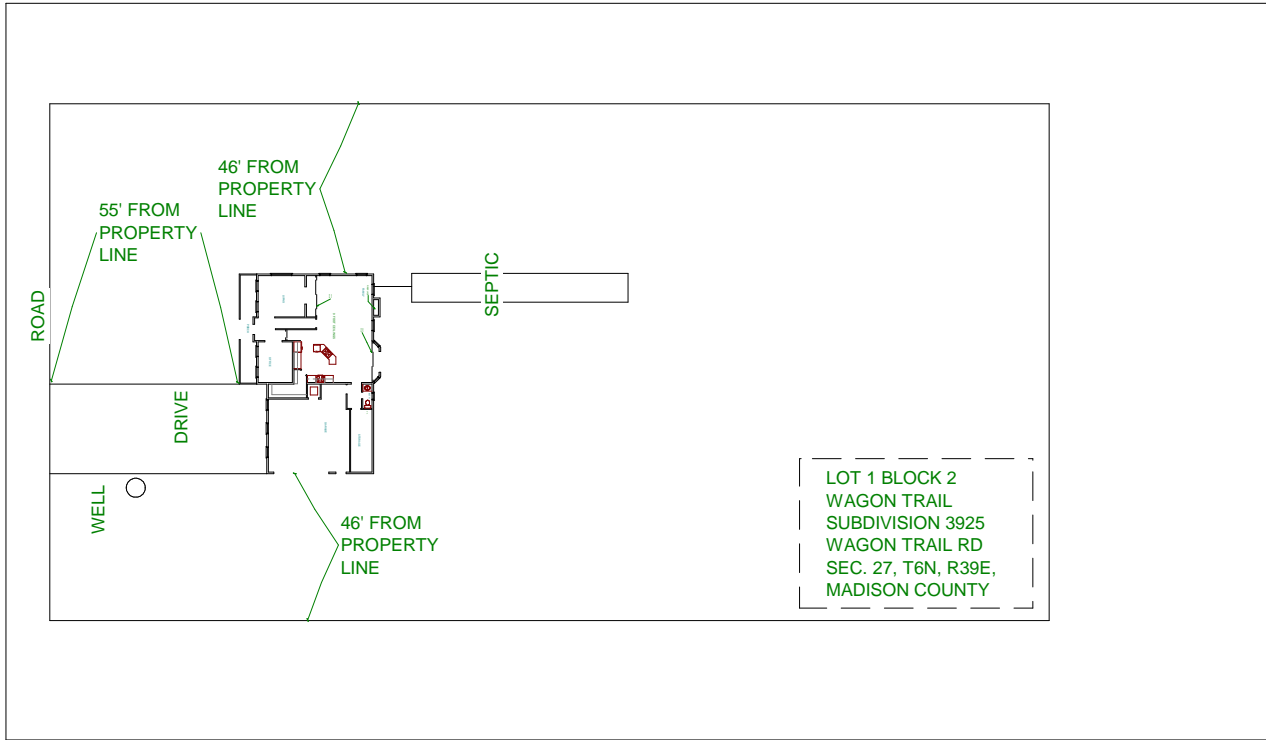 46' FROM
PROPERTY
LINE
55' FROM
PROPERTY
LINE
ROAD
SEPTIC
DRIVE
WELL
46' FROM
PROPERTY
LINE
LOT 1 BLOCK 2
WAGON TRAIL
SUBDIVISION 3925
WAGON TRAIL RD
SEC. 27, T6N, R39E,
MADISON COUNTY